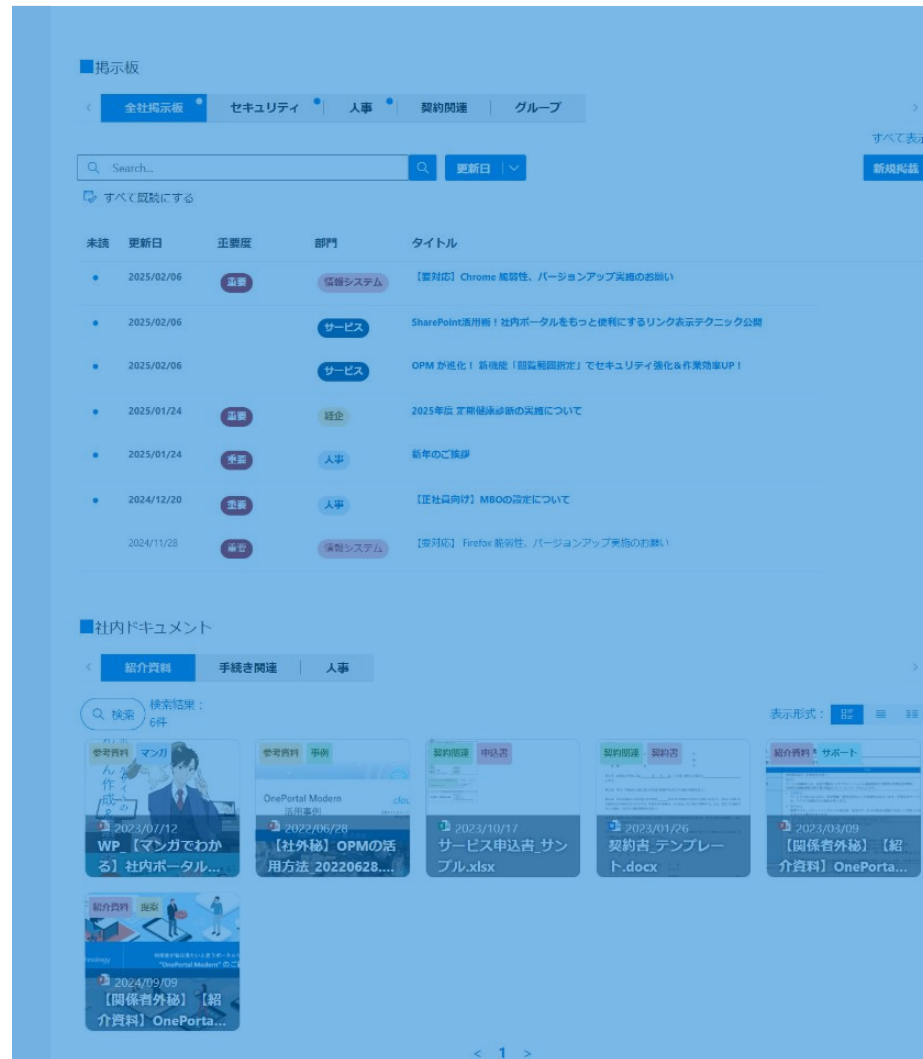 ■掲示板
全社掲示板 セキュリティ 人事 契約関連 グループ
すべて表示
Search... 更新日 新規掲載
すべて既読にする
未読 更新日 重要度 部門 タイトル
2025/02/06 重要 情報システム 【要対応】Chrome 脆弱性、バージョンアップ実施のお願い
2025/02/06 サービス SharePoint活用術！社内ポータルをもっと便利にするリンク表示テクニック公開
2025/02/06 サービス OPM が進化！ 新機能「閲覧範囲指定」でセキュリティ強化&作業効率UP！
2025/01/24 重要 経企 2025年度 定期健康診断の実施について
2025/01/24 重要 人事 新年のご挨拶
2024/12/20 重要 人事 【正社員向け】MBOの設定について
2024/11/28 重要 情報システム 【要対応】 Firefox 脆弱性、バージョンアップ実施のお願い
■社内ドキュメント
< 紹介資料 手続き関連 人事 >
検索 検索結果：
6件
表示形式：
参考資料 マンガ
2023/07/12
WP_【マンガでわか
る】社内ポータル...
参考資料 事例
OnePortal Modern
活用事例
2022/06/28
【社外秘】OPMの活
用方法_20220628....
契約関連 申込書
2023/10/17
サービス申込書_サン
プル.xlsx
契約関連 契約書
2023/01/26
契約書_テンプレー
ト.docx
紹介資料 サポート
2023/03/09
【関係者外秘】【紹
介資料】OnePorta...
紹介資料 提案
"OnePortal Modern" のご
2024/09/09
【関係者外秘】【紹
介資料】OnePorta...
< 1 >